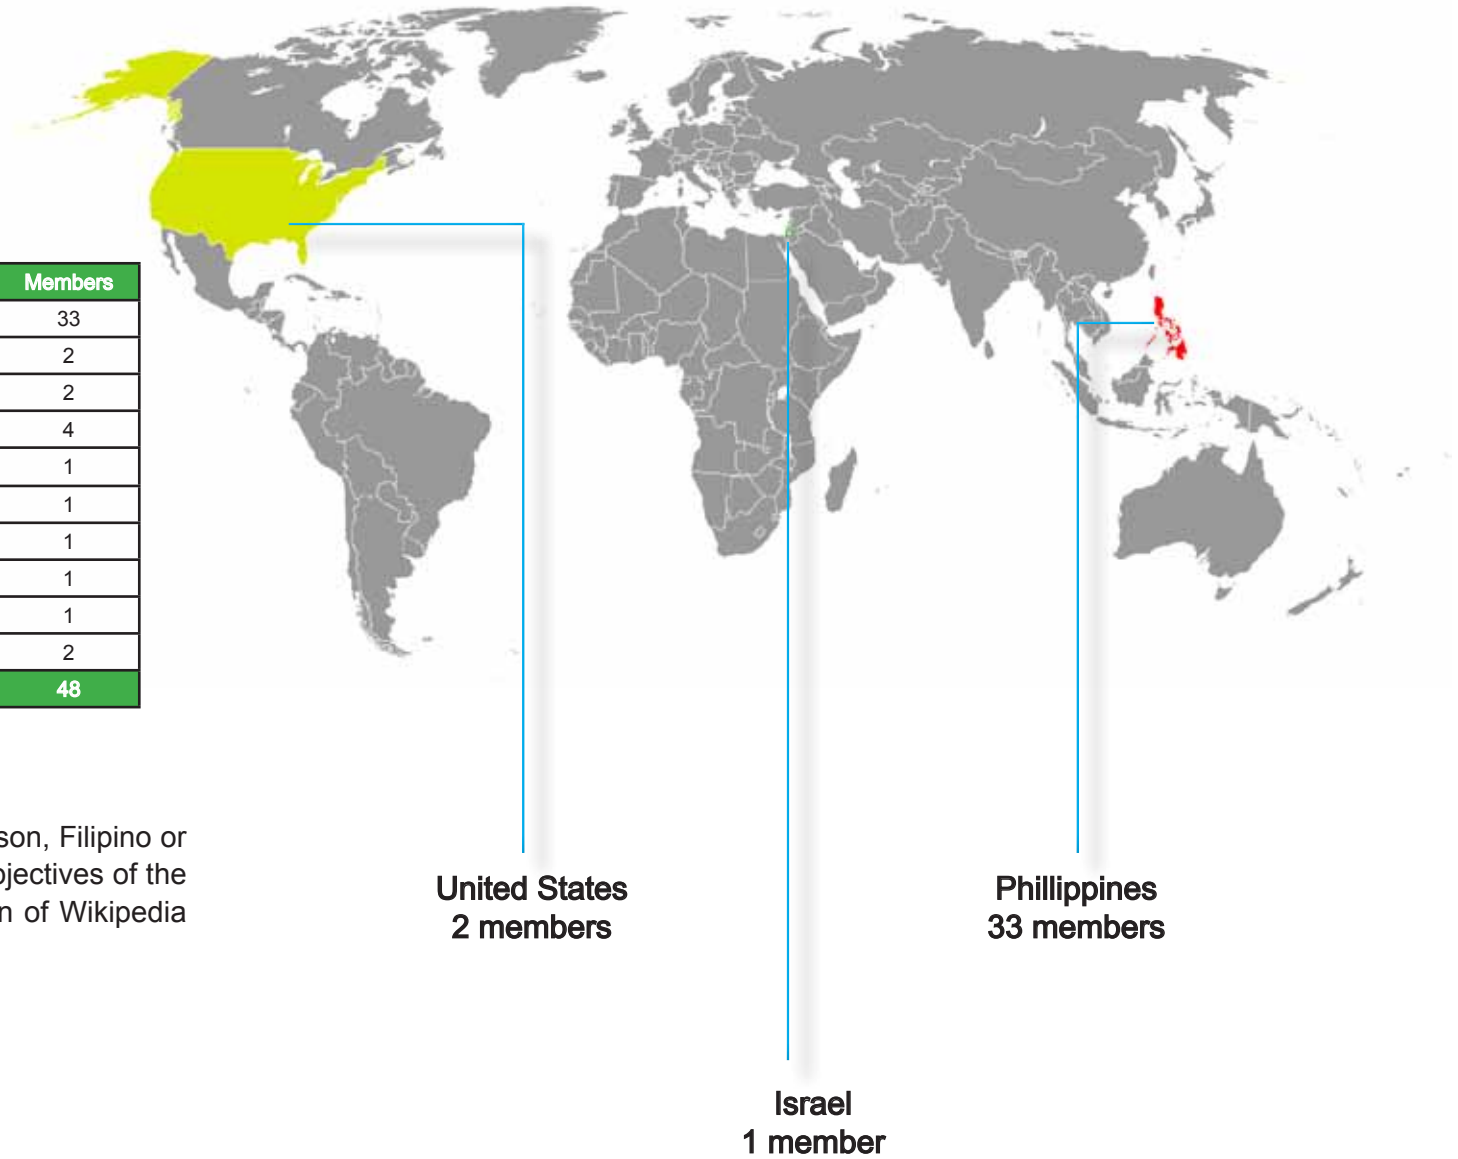 Members
33
2
2
4
1
1
1
1
1
2
48
son, Filipino or
ojectives of the
n of Wikipedia
United States
2 members
Phillippines
33 members
Israel
1 member